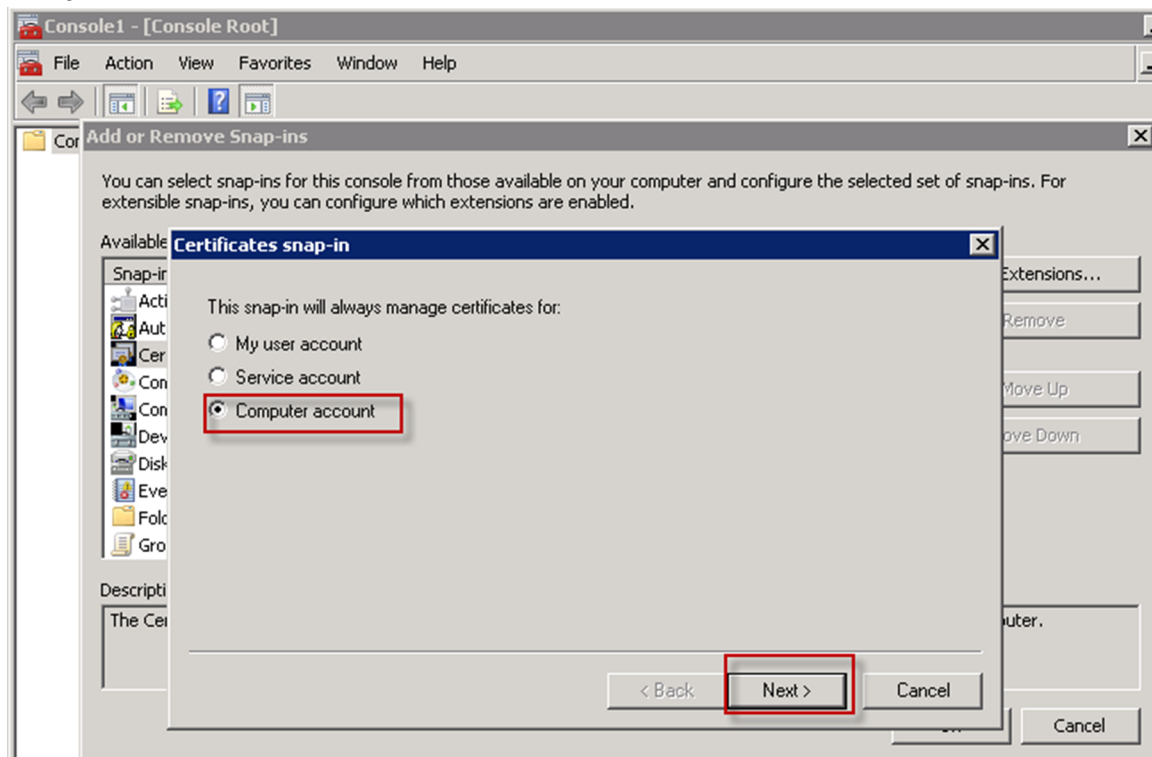 Console1 - [Console Root]
File Action View Favorites Window Help
Add or Remove Snap-ins
You can select snap-ins for this console from those available on your computer and configure the selected set of snap-ins. For
extensible snap-ins, you can configure which extensions are enabled.
Available
Certificates snap-in
Extensions...
This snap-in will always manage certificates for:
Remove
My user account
Service account
Move Up
Computer account
Down
The
< Back
Next >
Cancel
Cancel